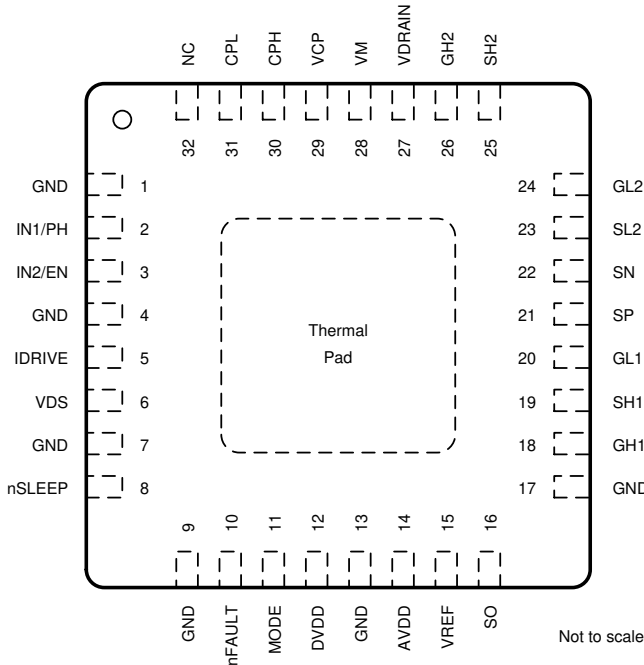 NC
CPL
CPH
VCP
VM
VDRAIN
GH2
SH2
32
31
30
29
28
27
26
25
GND 1
IN1/PH 2
IN2/EN 3
GND 4
IDRIVE 5
VDS 6
GND 7
nSLEEP 8
Thermal
Pad
24 GL2
23 SL2
22 SN
21 SP
20 GL1
19 SH1
18 GH1
17 GND
9
10
11
12
13
14
15
16
GND
nFAULT
MODE
DVDD
GND
AVDD
VREF
SO
Not to scale